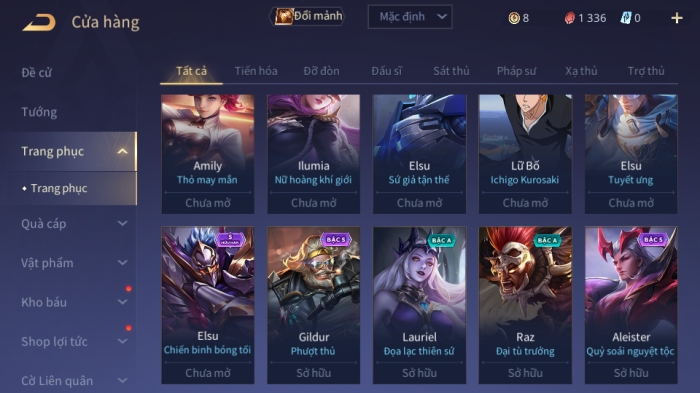 Cửa hàng
Đổi mảnh
Mặc định
8
1 336
0
Đề cử
Tướng
Trang phục
Trang phục
Quà cáp
Vật phẩm
Kho báu
Shop lợi tức
Cờ Liên quân
Tất cả Tiến hóa Đỡ đòn Đấu sĩ Sát thủ Pháp sư Xạ thủ Trợ thủ
Amily
Thỏ may mắn
Chưa mở
Ilumia
Nữ hoàng khí giới
Chưa mở
Elsu
Sứ giả tận thế
Chưa mở
Lữ Bố
Ichigo Kurosaki
Chưa mở
Elsu
Tuyết ưng
Chưa mở
S
HỮU HẠN
Elsu
Chiến binh bóng tối
Chưa mở
BẬC S
Gildur
Phượt thủ
Sở hữu
BẬC A
Lauriel
Đọa lạc thiên sứ
Sở hữu
BẬC A
Raz
Đại tù trưởng
Sở hữu
BẬC S
Aleister
Quỷ soái nguyệt tộc
Sở hữu